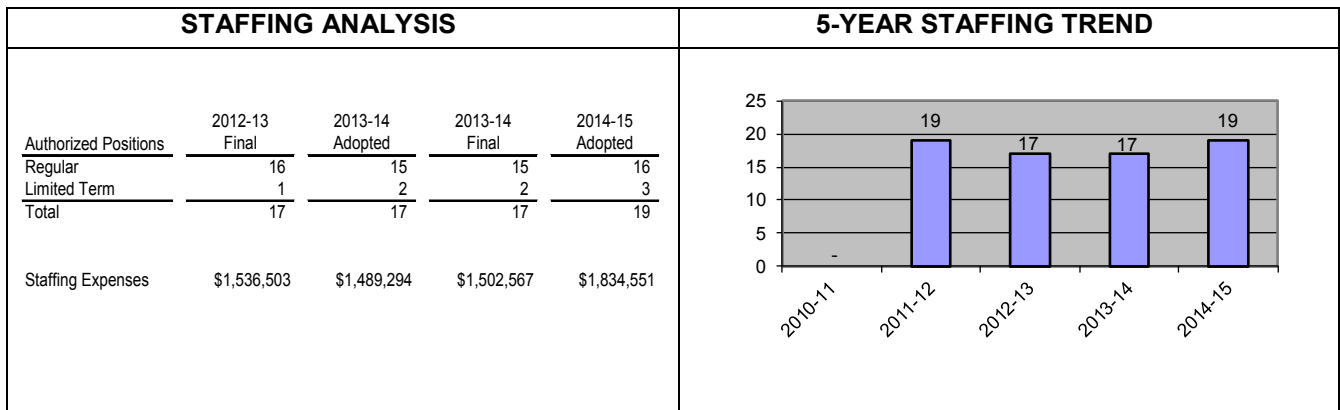 STAFFING ANALYSIS
2012-13 2013-14 2013-14 2014-15
Authorized Positions Final Adopted Final Adopted
Regular 16 15 15 16
Limited Term 1 2 2 3
Total 17 17 17 19
Staffing Expenses $1,536,503 $1,489,294 $1,502,567 $1,834,551
5-YEAR STAFFING TREND
25
20
15
10
5
0
- 19 17 17 19
2010-11 2011-12 2012-13 2013-14 2014-15